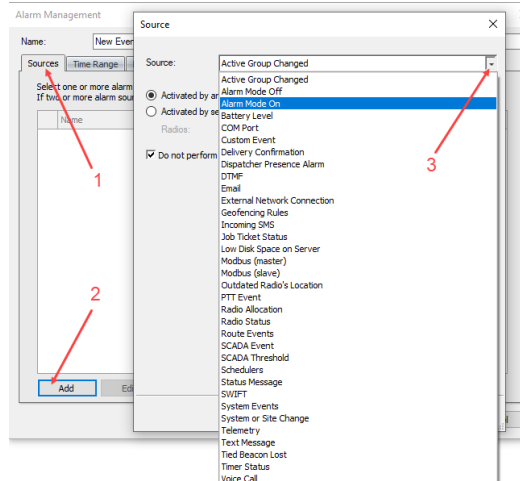 Alarm Management
Source
Name:
New Even
Sources
Time Range
Source:
Active Group Changed
Select one or more alarm
If two or more alarm sour
Name
Activated by an
Activated by se
Radios:
Do not perform
Active Group Changed
Alarm Mode Off
Alarm Mode On
Battery Level
COM Port
Custom Event
Delivery Confirmation
Dispatcher Presence Alarm
DTMF
Email
External Network Connection
Geofencing Rules
Incoming SMS
Job Ticket Status
Low Disk Space on Server
Modbus (master)
Modbus (slave)
Outdated Radio's Location
PTT Event
Radio Allocation
Radio Status
Route Events
SCADA Event
SCADA Threshold
Schedulers
Status Message
SWIFT
System Events
System or Site Change
Telemetry
Text Message
Tied Beacon Lost
Timer Status
Voice Call
1
2
3
Add
Edi